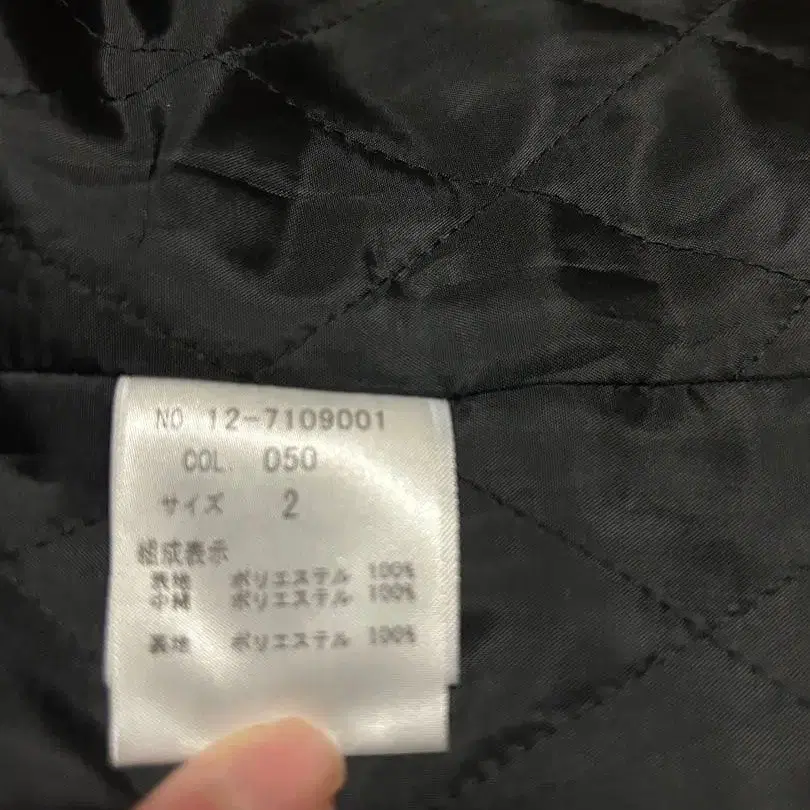 NO 12-7109001
COL. 050
サイズ 2
組成表示
表地 ポリエステル 100%
中綿 ポリエステル 100%
裏地 ポリエステル 100%